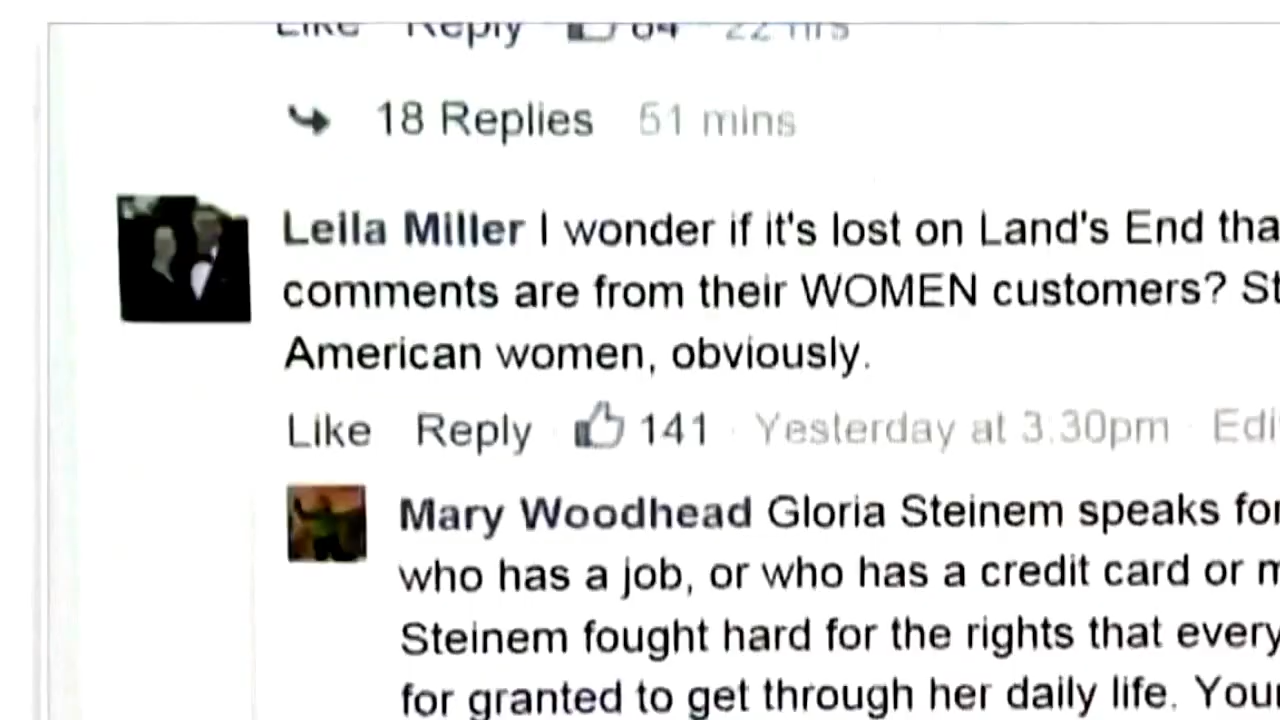 Like Reply 64 22 hrs
18 Replies 51 mins
Leila Miller I wonder if it's lost on Land's End tha
comments are from their WOMEN customers? St
American women, obviously.
Like Reply 141 · Yesterday at 3:30pm · Edi
Mary Woodhead Gloria Steinem speaks for
who has a job, or who has a credit card or m
Steinem fought hard for the rights that every
for granted to get through her daily life. Your